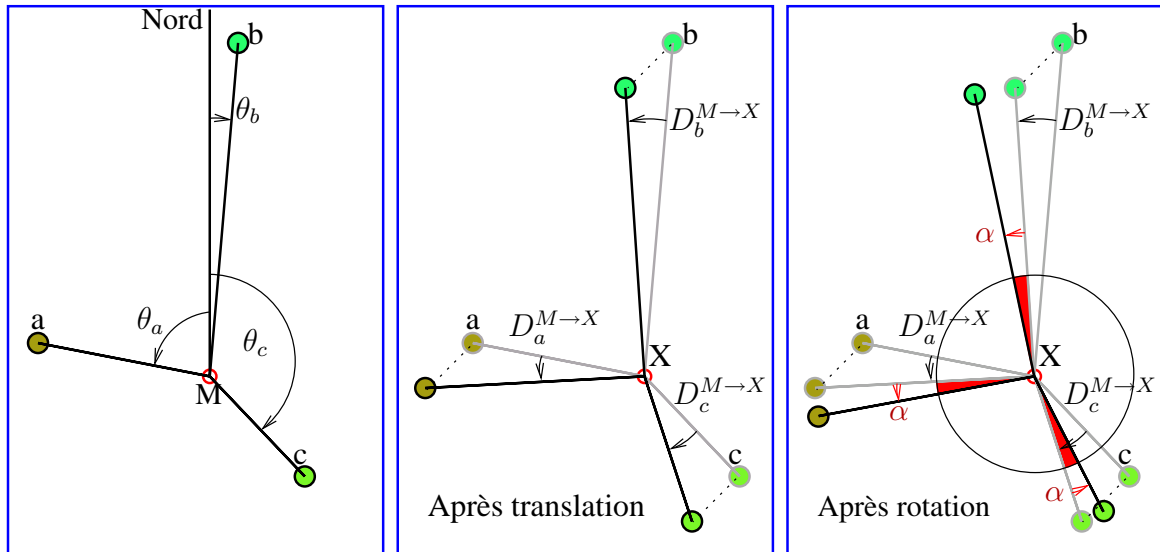 Nord
b
θ_b
θ_a
a
θ_c
M
c
b
D_b^{M→X}
a
D_a^{M→X}
X
D_c^{M→X}
c
Après translation
b
D_b^{M→X}
α
a
D_a^{M→X}
X
D_c^{M→X}
α
c
α
Après rotation